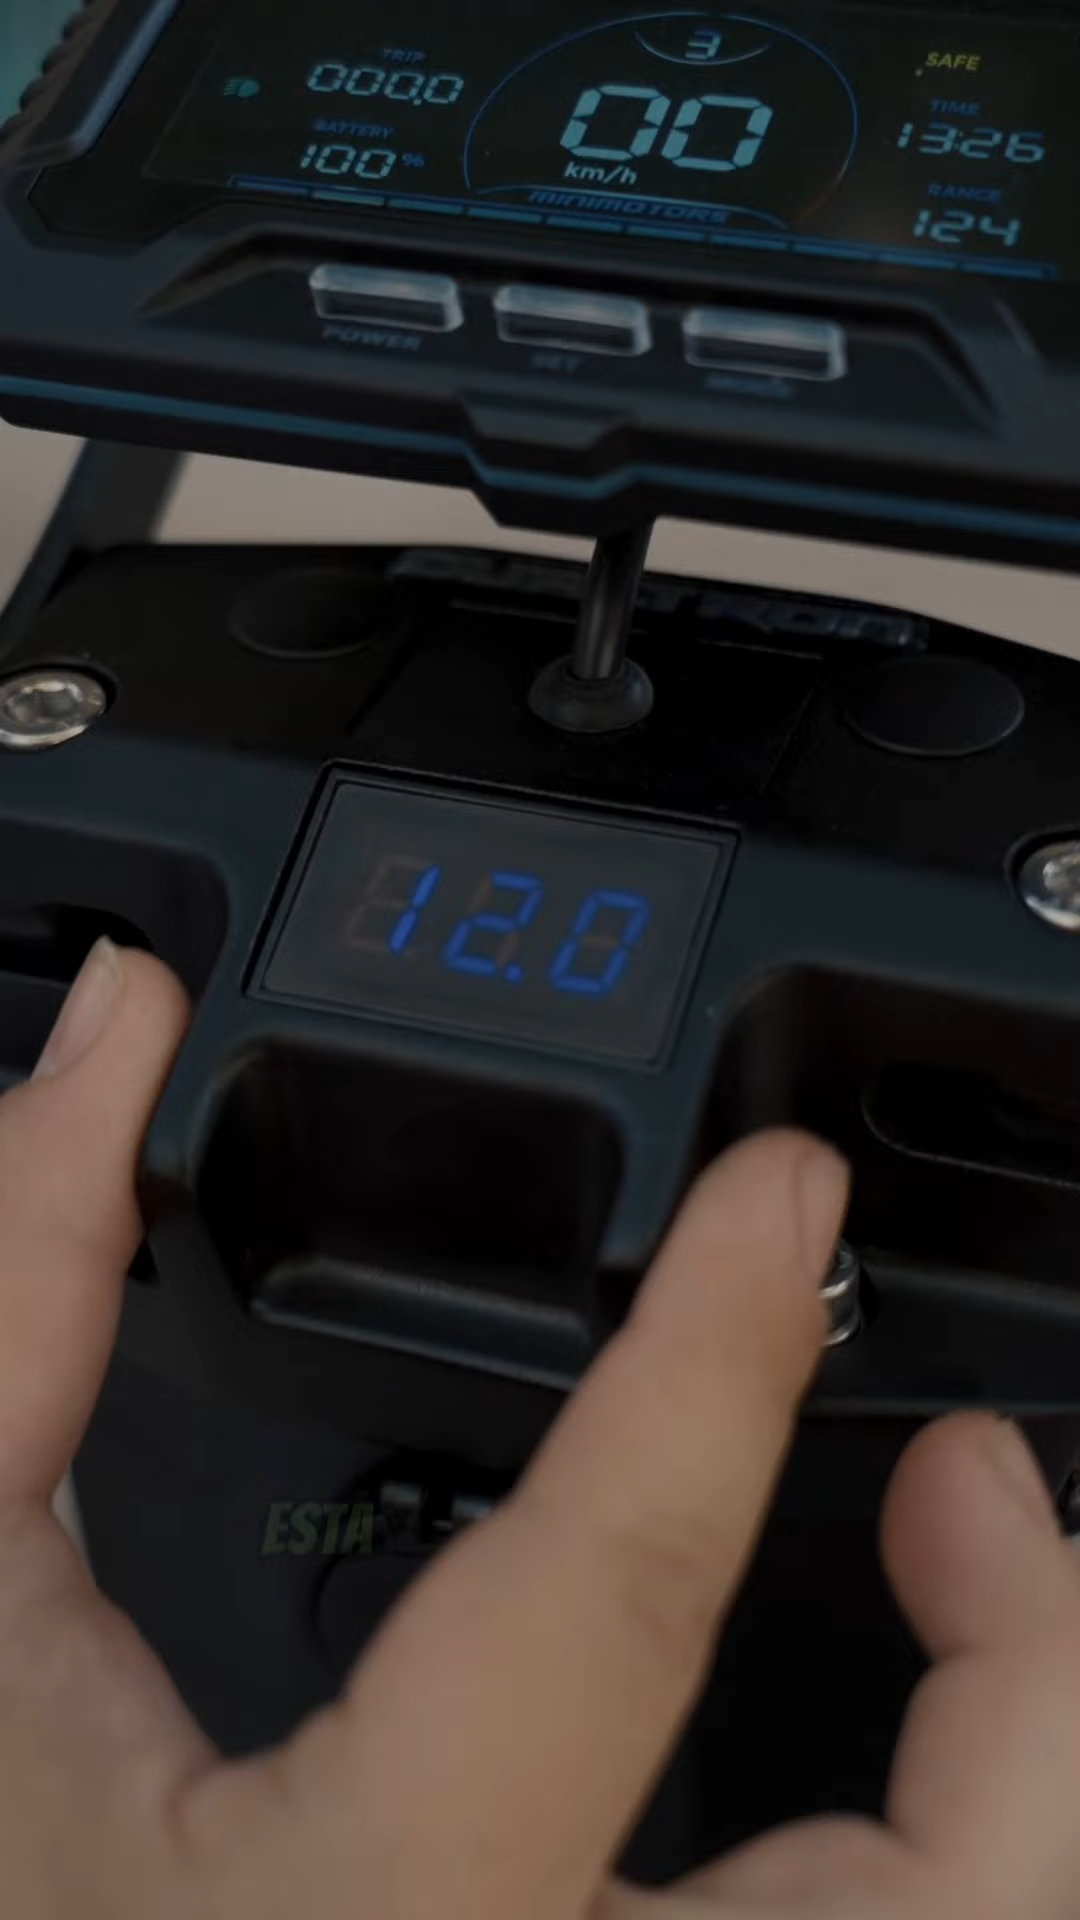 3
TRIP
000.0
BATTERY
100%
00
km/h
MINIMOTORS
SAFE
TIME
13:26
RANGE
124
POWER
SET
12.0
ESTA